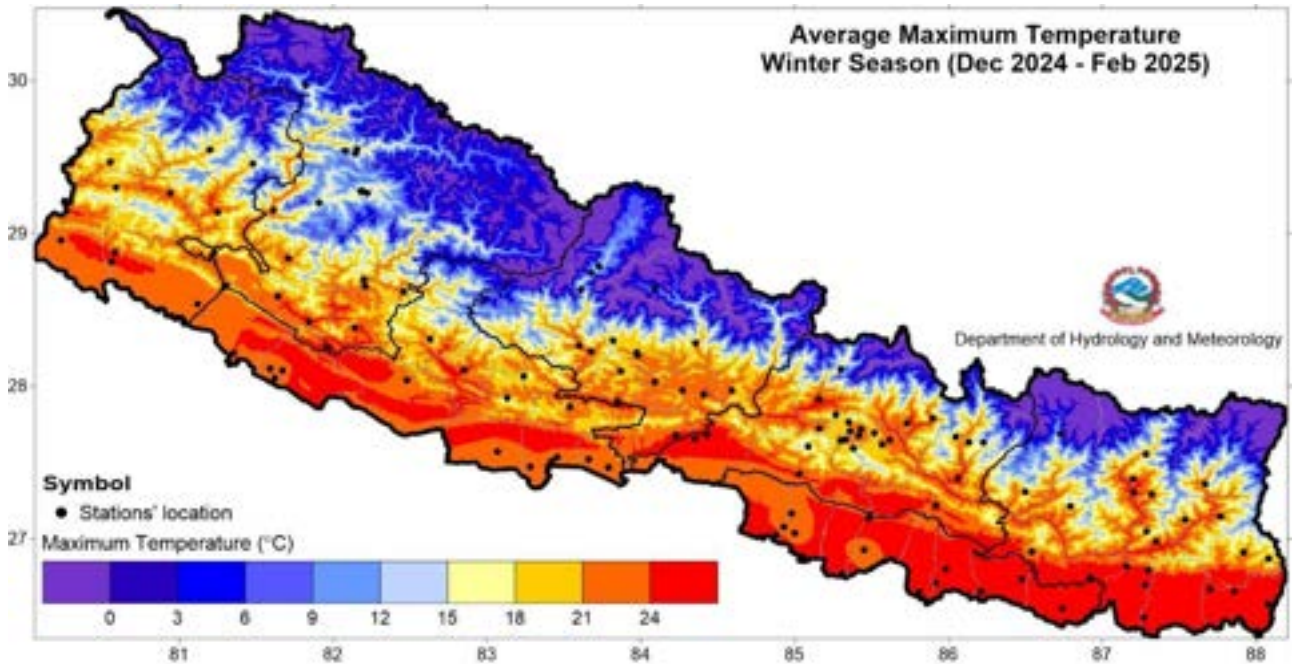 Average Maximum Temperature
Winter Season (Dec 2024 - Feb 2025)
30
29
28
27
Department of Hydrology and Meteorology
Symbol
Stations' location
Maximum Temperature (°C)
0 3 6 9 12 15 18 21 24
81 82 83 84 85 86 87 88